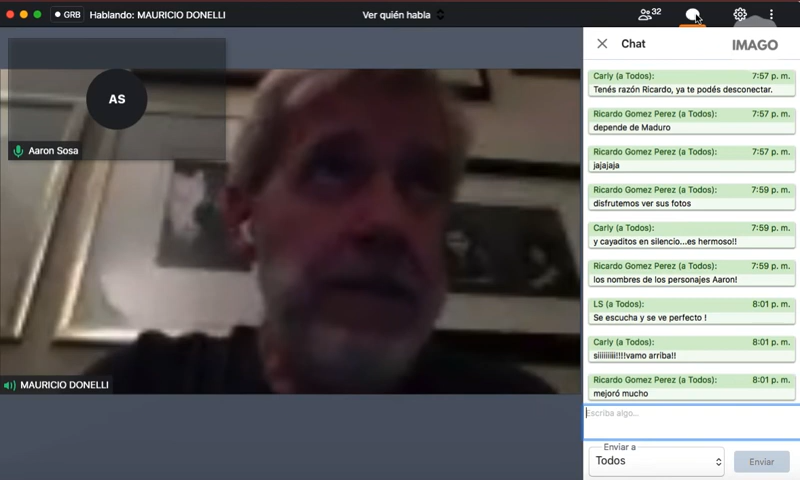 GRB
Hablando: MAURICIO DONELLI
Ver quién habla
32
AS
Aaron Sosa
MAURICIO DONELLI
Chat
IMAGO
Carly (a Todos): 7:57 p. m.
Tenés razón Ricardo, ya te podés desconectar.
Ricardo Gomez Perez (a Todos): 7:57 p. m.
depende de Maduro
Ricardo Gomez Perez (a Todos): 7:57 p. m.
jajajaja
Ricardo Gomez Perez (a Todos): 7:59 p. m.
disfrutemos ver sus fotos
Carly (a Todos): 7:59 p. m.
y cayaditos en silencio...es hermoso!!
Ricardo Gomez Perez (a Todos): 7:59 p. m.
los nombres de los personajes Aaron!
LS (a Todos): 8:01 p. m.
Se escucha y se ve perfecto !
Carly (a Todos): 8:01 p. m.
siiiiiiiii!!!!vamo arriba!!
Ricardo Gomez Perez (a Todos): 8:01 p. m.
mejoró mucho
Escriba algo...
Enviar a
Todos
Enviar